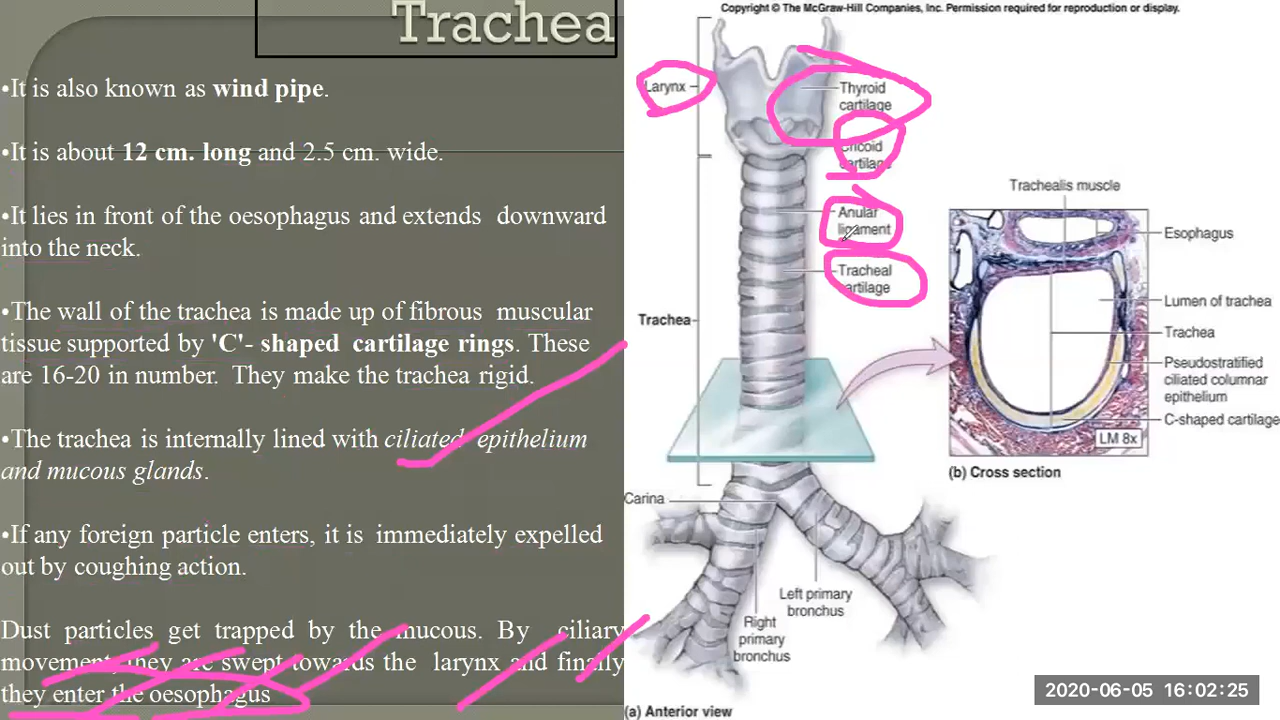 Trachea
•It is also known as wind pipe.
•It is about 12 cm. long and 2.5 cm. wide.
•It lies in front of the oesophagus and extends downward
into the neck.
•The wall of the trachea is made up of fibrous muscular
tissue supported by 'C'- shaped cartilage rings. These
are 16-20 in number. They make the trachea rigid.
•The trachea is internally lined with ciliated epithelium
and mucous glands.
•If any foreign particle enters, it is immediately expelled
out by coughing action.
Dust particles get trapped by the mucous. By ciliary
movement, they are swept towards the larynx and finally
they enter the oesophagus
Copyright © The McGraw-Hill Companies, Inc. Permission required for reproduction or display.
Larynx
Thyroid
cartilage
Cricoid
cartilage
Anular
ligament
Tracheal
cartilage
Trachea
Carina
Left primary
bronchus
Right
primary
bronchus
(a) Anterior view
Trachealis muscle
Esophagus
Lumen of trachea
Trachea
Pseudostratified
ciliated columnar
epithelium
C-shaped cartilage
LM 8x
(b) Cross section
2020-06-05 16:02:25